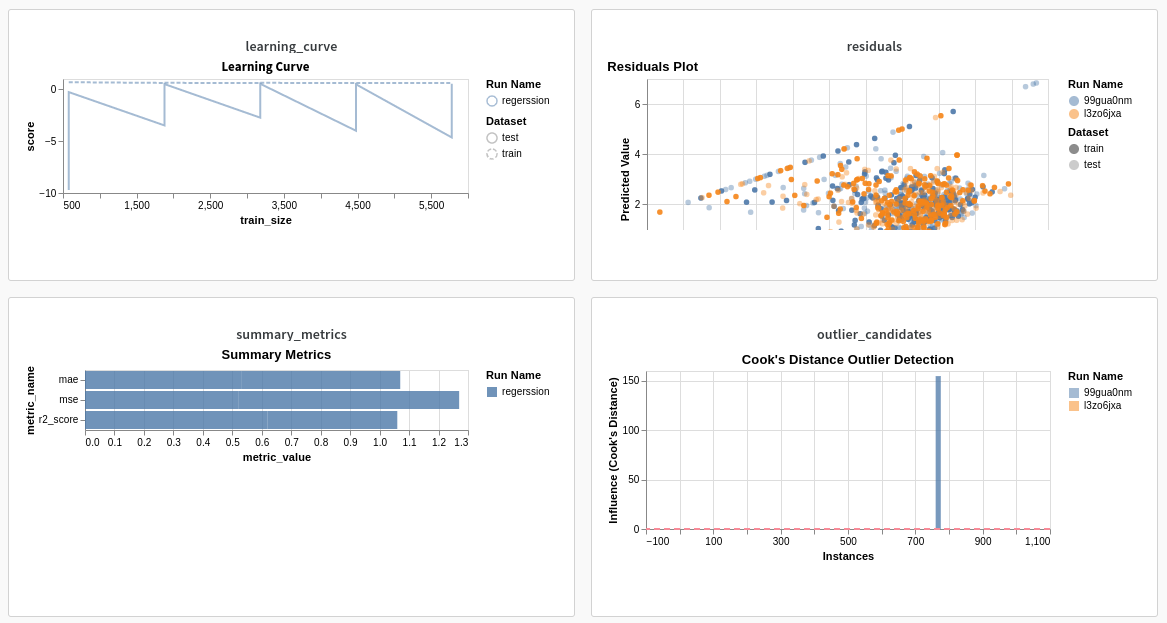 learning_curve
Learning Curve
score
0
−5
−10
500 1,500 2,500 3,500 4,500 5,500
train_size
Run Name
regerssion
Dataset
test
train
residuals
Residuals Plot
Predicted Value
6
4
2
Run Name
99gua0nm
l3zo6jxa
Dataset
train
test
summary_metrics
Summary Metrics
metric_name
mae
mse
r2_score
0.0 0.1 0.2 0.3 0.4 0.5 0.6 0.7 0.8 0.9 1.0 1.1 1.2 1.3
metric_value
Run Name
regerssion
outlier_candidates
Cook's Distance Outlier Detection
Influence (Cook's Distance)
150
100
50
0
−100 100 300 500 700 900 1,100
Instances
Run Name
99gua0nm
l3zo6jxa